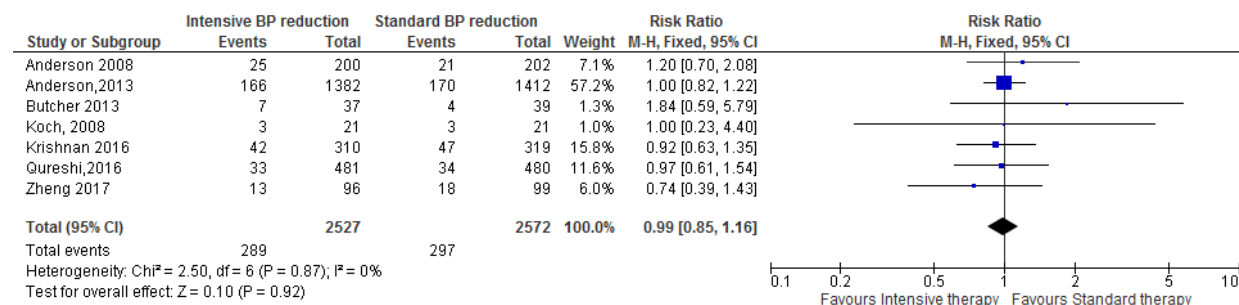 Intensive BP reduction Standard BP reduction Risk Ratio Risk Ratio
Study or Subgroup Events Total Events Total Weight M-H, Fixed, 95% CI M-H, Fixed, 95% CI
Anderson 2008 25 200 21 202 7.1% 1.20 [0.70, 2.08]
Anderson,2013 166 1382 170 1412 57.2% 1.00 [0.82, 1.22]
Butcher 2013 7 37 4 39 1.3% 1.84 [0.59, 5.79]
Koch, 2008 3 21 3 21 1.0% 1.00 [0.23, 4.40]
Krishnan 2016 42 310 47 319 15.8% 0.92 [0.63, 1.35]
Qureshi,2016 33 481 34 480 11.6% 0.97 [0.61, 1.54]
Zheng 2017 13 96 18 99 6.0% 0.74 [0.39, 1.43]
Total (95% CI) 2527 2572 100.0% 0.99 [0.85, 1.16]
Total events 289 297
Heterogeneity: Chi² = 2.50, df = 6 (P = 0.87); I² = 0%
Test for overall effect: Z = 0.10 (P = 0.92)
0.1 0.2 0.5 1 2 5 10
Favours Intensive therapy Favours Standard therapy